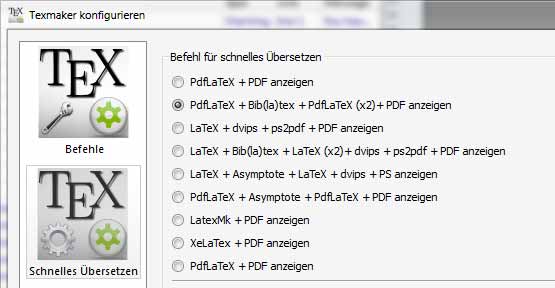 Texmaker konfigurieren
TEX
Befehle
TEX
Schnelles Übersetzen
Befehl für schnelles Übersetzen
PdfLaTeX + PDF anzeigen
PdfLaTeX + Bib(la)tex + PdfLaTeX (x2)+ PDF anzeigen
LaTeX + dvips + ps2pdf + PDF anzeigen
LaTeX + Bib(la)tex + LaTeX (x2)+ dvips + ps2pdf + PDF anzeigen
LaTeX + Asymptote + LaTeX + dvips + PS anzeigen
PdfLaTeX + Asymptote + PdfLaTeX + PDF anzeigen
LatexMk + PDF anzeigen
XeLaTex + PDF anzeigen
PdfLaTeX + PDF anzeigen